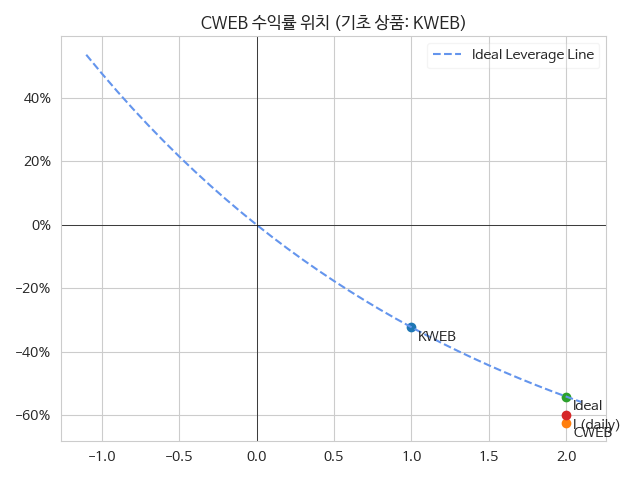 CWEB 수익률 위치 (기초 상품: KWEB)
Ideal Leverage Line
40%
20%
0%
−20%
−40%
−60%
KWEB
Ideal
(daily)
CWEB
−1.0
−0.5
0.0
0.5
1.0
1.5
2.0